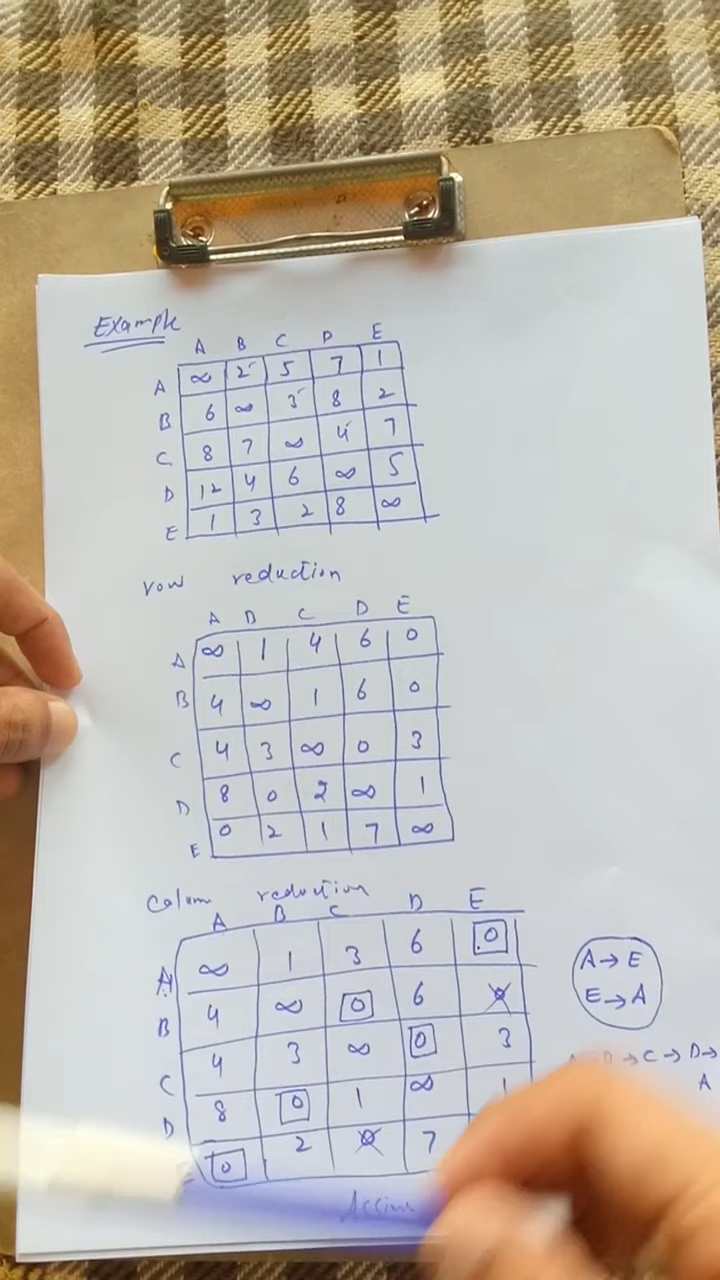 Example
A B C D E
A ∞ 2 5 7 1
B 6 ∞ 3 8 2
C 8 7 ∞ 4 7
D 12 4 6 ∞ 5
E 1 3 2 8 ∞
row reduction
A B C D E
A ∞ 1 4 6 0
B 4 ∞ 1 6 0
C 4 3 ∞ 0 3
D 8 0 2 ∞ 1
E 0 2 1 7 ∞
Colum reduction
A B C D E
A ∞ 1 3 6 0
B 4 ∞ 0 6 0
C 4 3 ∞ 0 3
D 8 0 1 ∞ 1
0 2 0 7
A → E
E → A
→ C → D →
A